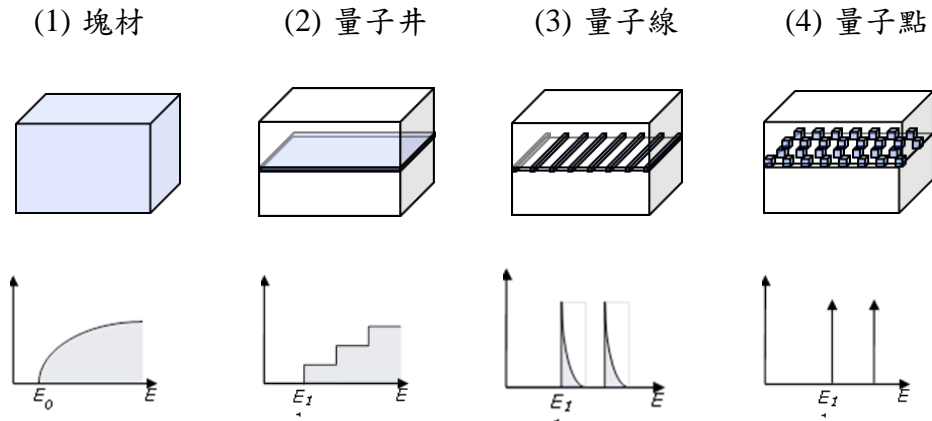 (1) 塊材 (2) 量子井 (3) 量子線 (4) 量子點
E₀ E E₁ E E₁ E E₁ E